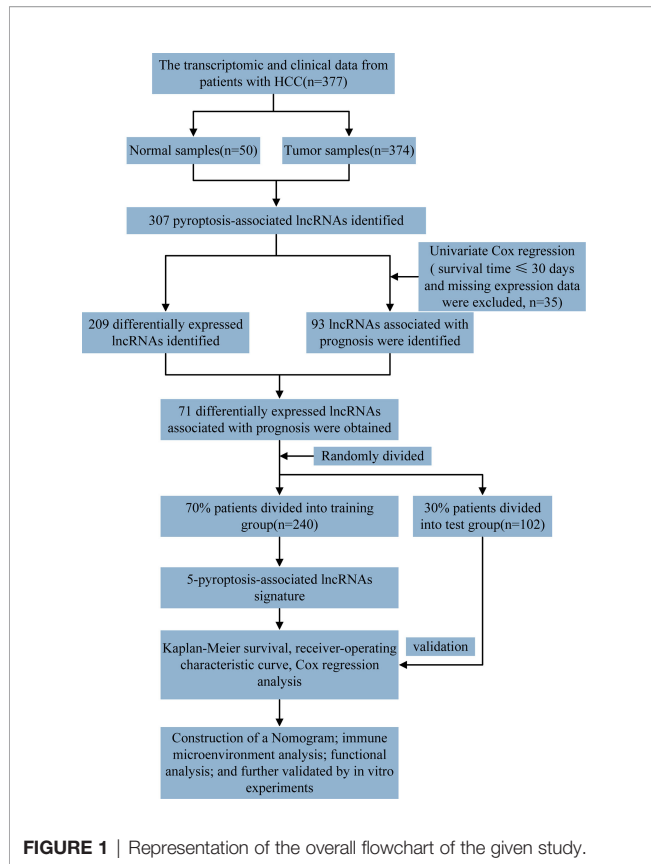 The transcriptomic and clinical data from
patients with HCC(n=377)
Normal samples(n=50)
Tumor samples(n=374)
307 pyroptosis-associated lncRNAs identified
Univariate Cox regression
( survival time ≤ 30 days
and missing expression data
were excluded, n=35)
209 differentially expressed
lncRNAs identified
93 lncRNAs associated with
prognosis were identified
71 differentially expressed lncRNAs
associated with prognosis were obtained
Randomly divided
70% patients divided into training
group(n=240)
30% patients divided
into test group(n=102)
5-pyroptosis-associated lncRNAs
signature
Kaplan-Meier survival, receiver-operating
characteristic curve, Cox regression
analysis
validation
Construction of a Nomogram; immune
microenvironment analysis; functional
analysis; and further validated by in vitro
experiments
FIGURE 1 | Representation of the overall flowchart of the given study.